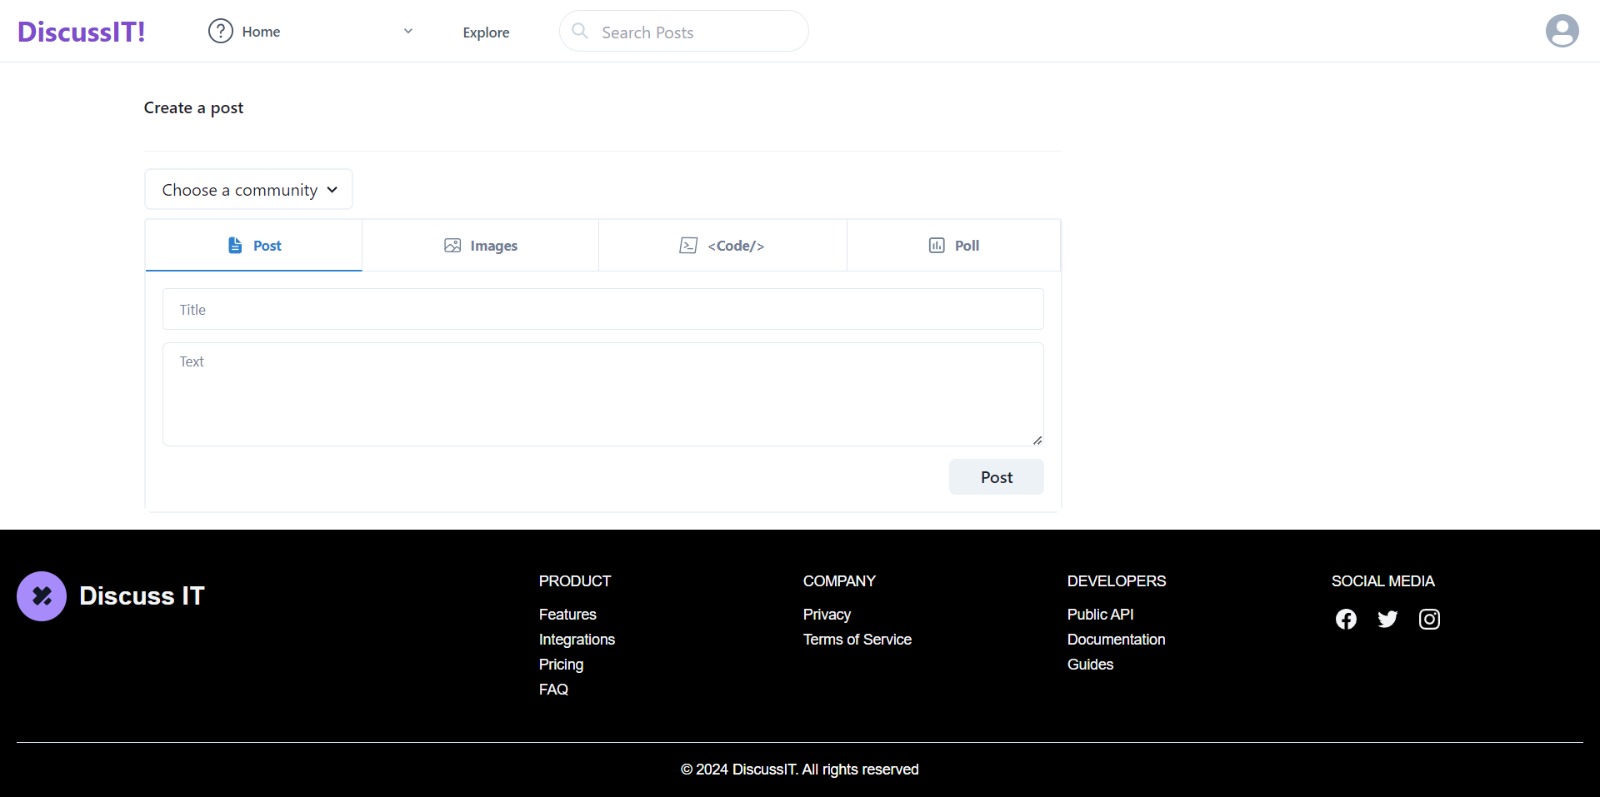 DiscussIT!
Home
Explore
Search Posts
Create a post
Choose a community
Post
Images
<Code/>
Poll
Title
Text
Post
Discuss IT
PRODUCT
Features
Integrations
Pricing
FAQ
COMPANY
Privacy
Terms of Service
DEVELOPERS
Public API
Documentation
Guides
SOCIAL MEDIA
© 2024 DiscussIT. All rights reserved